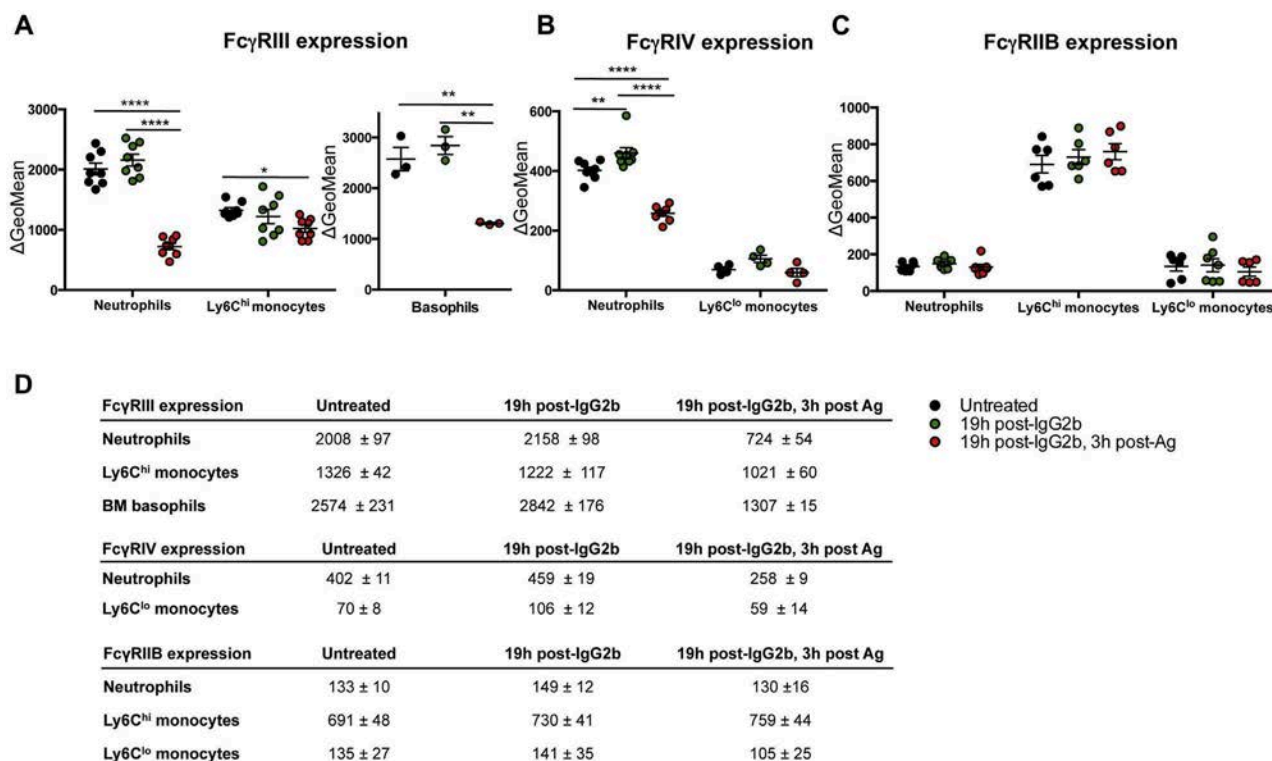 A
FcγRIII expression
B
FcγRIV expression
C
FcγRIIB expression
ΔGeoMean
3000
2000
1000
0
****
****
*
Neutrophils
Ly6Chi monocytes
ΔGeoMean
3000
2000
1000
0
**
**
Basophils
ΔGeoMean
600
400
200
0
****
**
****
Neutrophils
Ly6Clo monocytes
ΔGeoMean
1000
800
600
400
200
0
Neutrophils
Ly6Chi monocytes
Ly6Clo monocytes
D
FcγRIII expression Untreated 19h post-IgG2b 19h post-IgG2b, 3h post Ag
Neutrophils 2008 ± 97 2158 ± 98 724 ± 54
Ly6Chi monocytes 1326 ± 42 1222 ± 117 1021 ± 60
BM basophils 2574 ± 231 2842 ± 176 1307 ± 15
FcγRIV expression Untreated 19h post-IgG2b 19h post-IgG2b, 3h post Ag
Neutrophils 402 ± 11 459 ± 19 258 ± 9
Ly6Clo monocytes 70 ± 8 106 ± 12 59 ± 14
FcγRIIB expression Untreated 19h post-IgG2b 19h post-IgG2b, 3h post Ag
Neutrophils 133 ± 10 149 ± 12 130 ±16
Ly6Chi monocytes 691 ± 48 730 ± 41 759 ± 44
Ly6Clo monocytes 135 ± 27 141 ± 35 105 ± 25
Untreated
19h post-IgG2b
19h post-IgG2b, 3h post-Ag